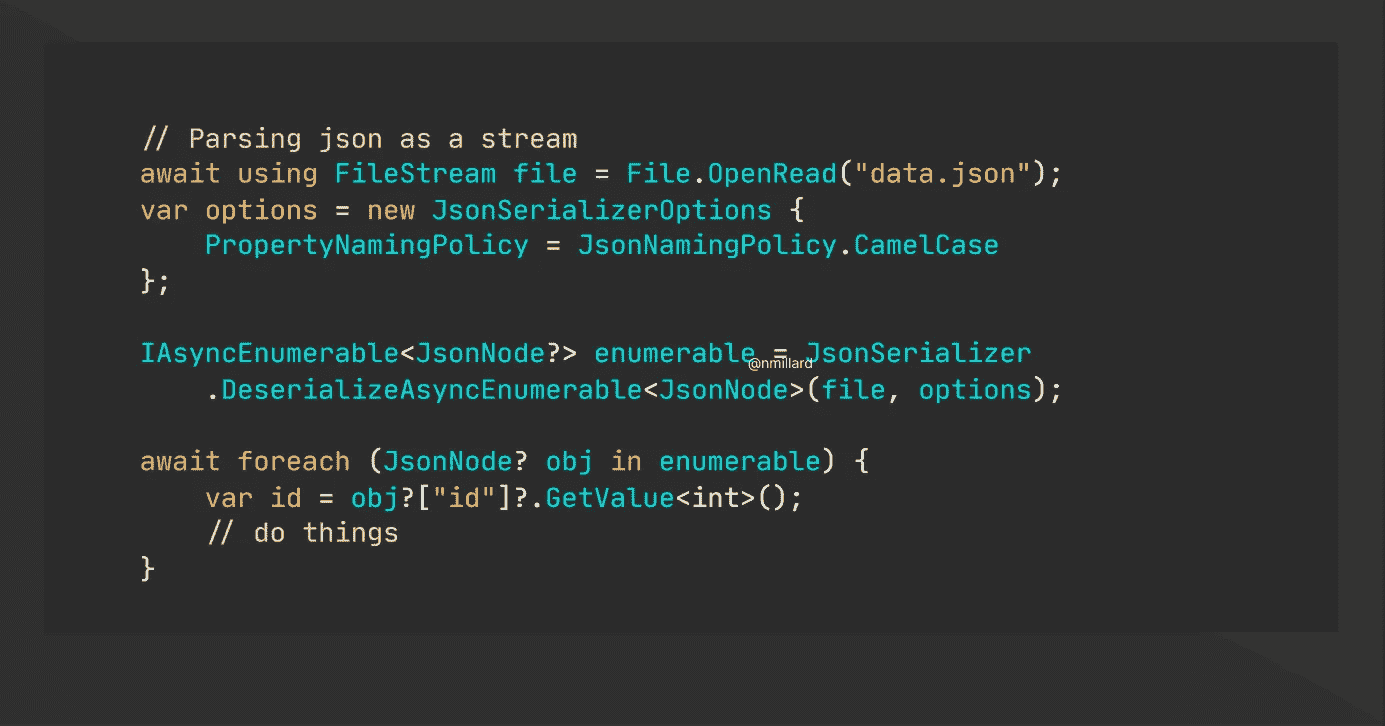 // Parsing json as a stream
await using FileStream file = File.OpenRead("data.json");
var options = new JsonSerializerOptions {
    PropertyNamingPolicy = JsonNamingPolicy.CamelCase
};
IAsyncEnumerable<JsonNode?> enumerable = JsonSerializer
@nmillard
    .DeserializeAsyncEnumerable<JsonNode>(file, options);
await foreach (JsonNode? obj in enumerable) {
    var id = obj?["id"]?.GetValue<int>();
    // do things
}